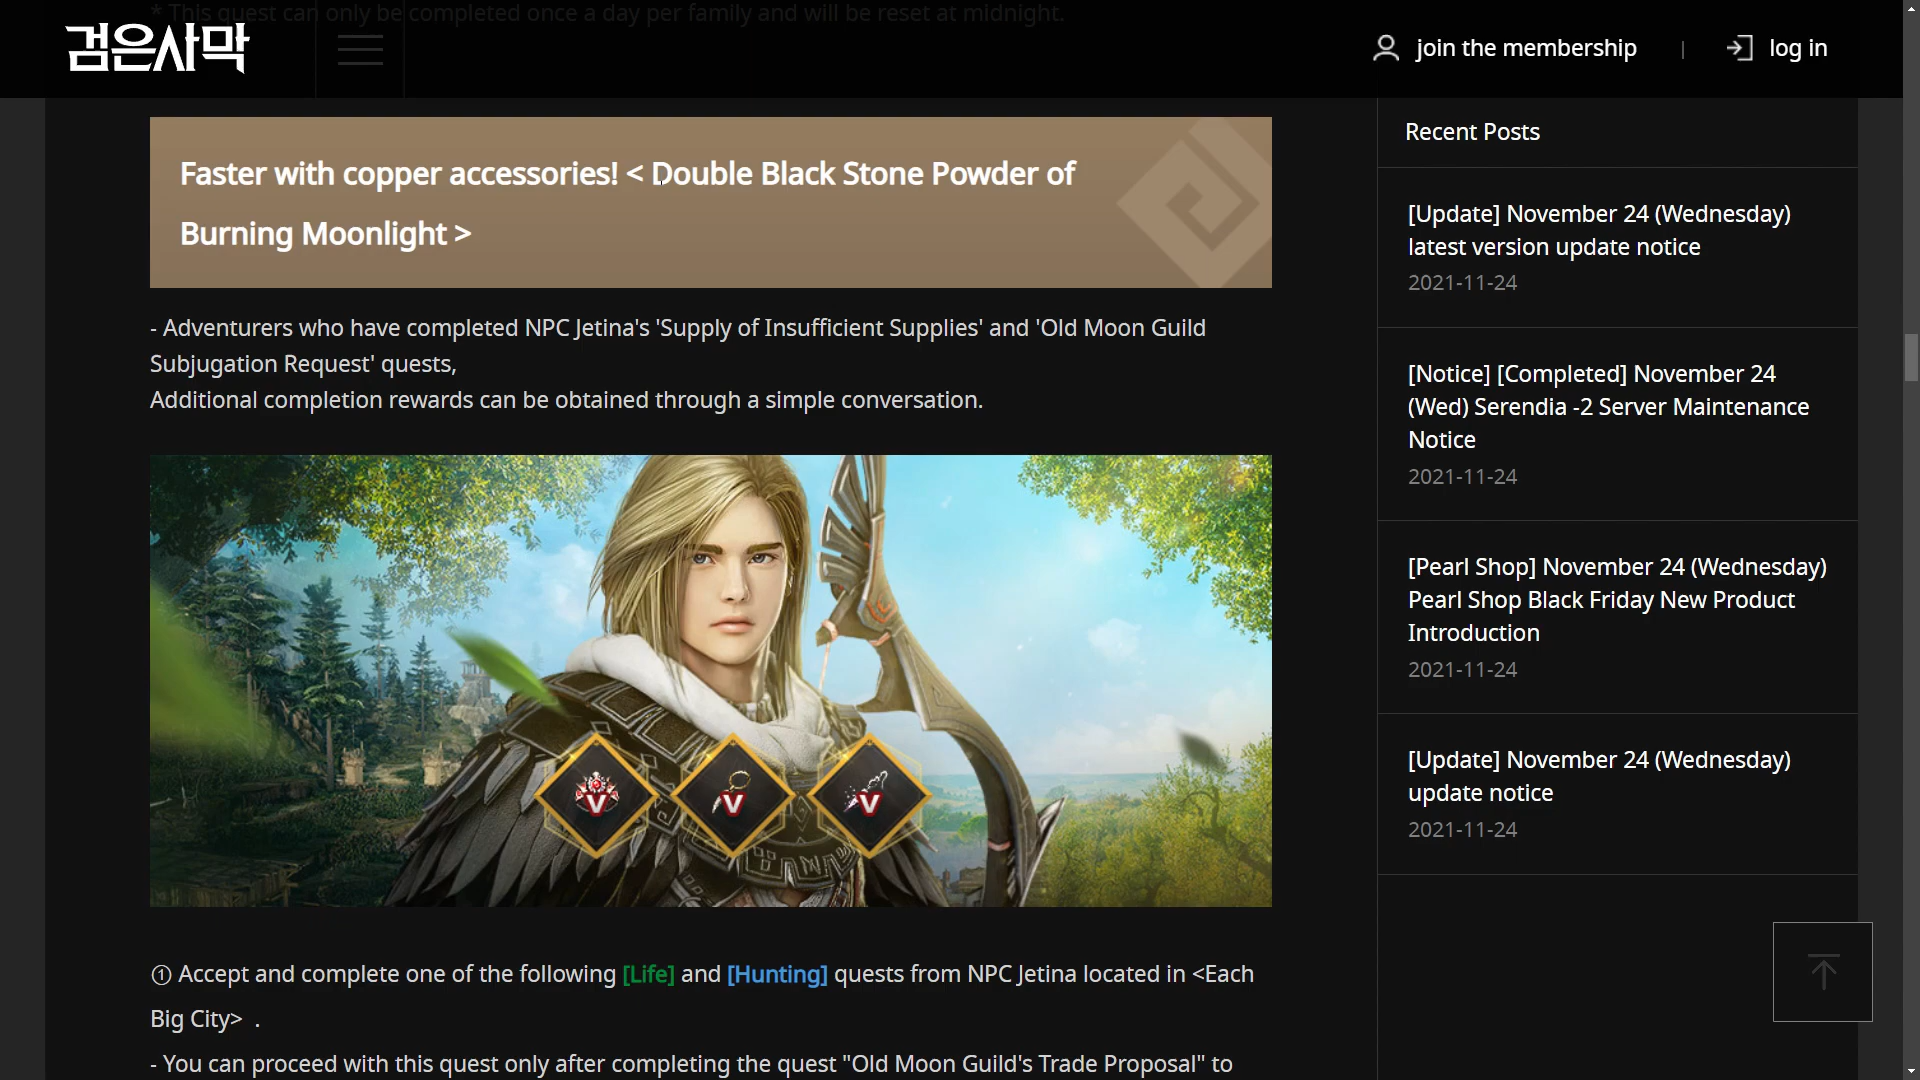 * This quest can only be completed once a day per family and will be reset at midnight.
검은사막
join the membership
|
log in
Faster with copper accessories! < Double Black Stone Powder of
Burning Moonlight >
- Adventurers who have completed NPC Jetina's 'Supply of Insufficient Supplies' and 'Old Moon Guild
Subjugation Request' quests,
Additional completion rewards can be obtained through a simple conversation.
V
V
V
① Accept and complete one of the following [Life] and [Hunting] quests from NPC Jetina located in <Each
Big City> .
- You can proceed with this quest only after completing the quest "Old Moon Guild's Trade Proposal" to
Recent Posts
[Update] November 24 (Wednesday)
latest version update notice
2021-11-24
[Notice] [Completed] November 24
(Wed) Serendia -2 Server Maintenance
Notice
2021-11-24
[Pearl Shop] November 24 (Wednesday)
Pearl Shop Black Friday New Product
Introduction
2021-11-24
[Update] November 24 (Wednesday)
update notice
2021-11-24